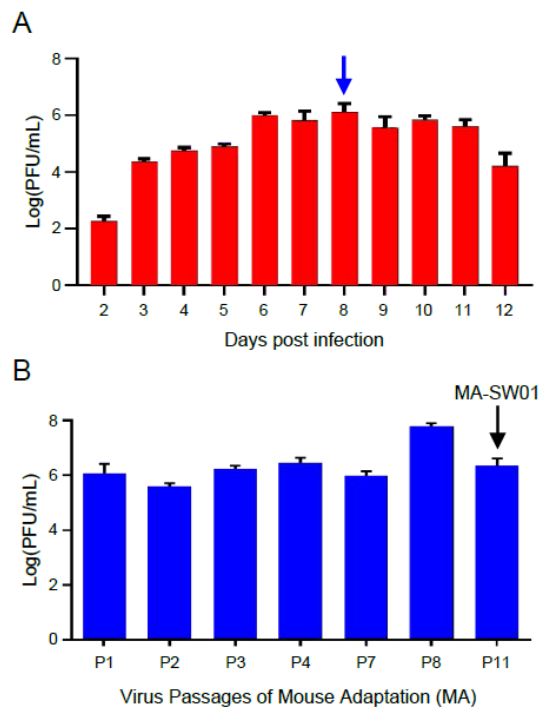 A
8
6
4
2
0
Log(PFU/mL)
2 3 4 5 6 7 8 9 10 11 12
Days post infection
B
MA-SW01
8
6
4
2
0
Log(PFU/mL)
P1 P2 P3 P4 P7 P8 P11
Virus Passages of Mouse Adaptation (MA)